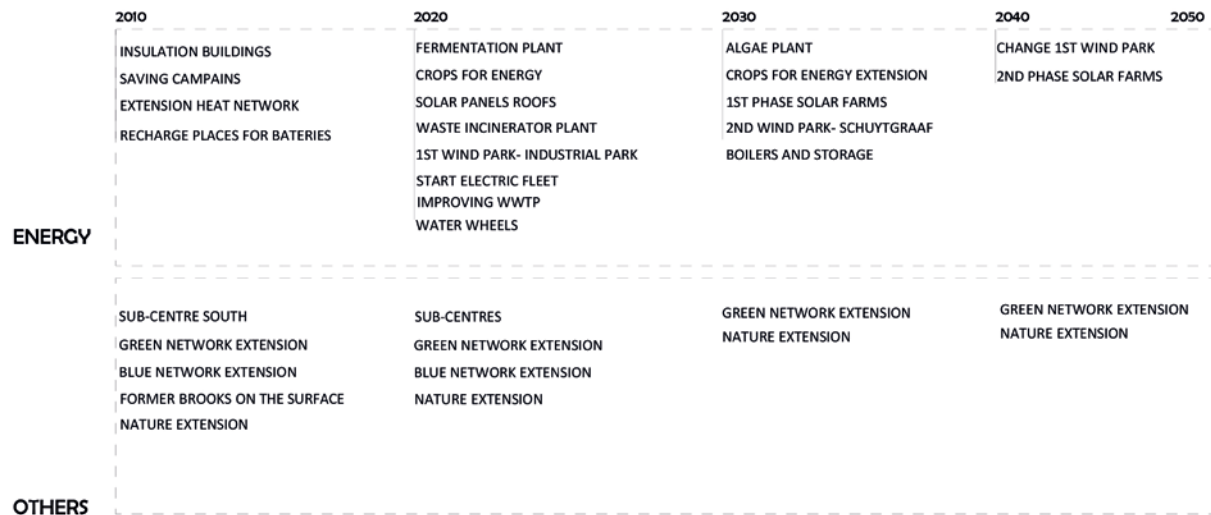 2010 2020 2030 2040 2050
INSULATION BUILDINGS
SAVING CAMPAINS
EXTENSION HEAT NETWORK
RECHARGE PLACES FOR BATERIES
FERMENTATION PLANT
CROPS FOR ENERGY
SOLAR PANELS ROOFS
WASTE INCINERATOR PLANT
1ST WIND PARK- INDUSTRIAL PARK
START ELECTRIC FLEET
IMPROVING WWTP
WATER WHEELS
ALGAE PLANT
CROPS FOR ENERGY EXTENSION
1ST PHASE SOLAR FARMS
2ND WIND PARK- SCHUYTGRAAF
BOILERS AND STORAGE
CHANGE 1ST WIND PARK
2ND PHASE SOLAR FARMS
ENERGY
SUB-CENTRE SOUTH
GREEN NETWORK EXTENSION
BLUE NETWORK EXTENSION
FORMER BROOKS ON THE SURFACE
NATURE EXTENSION
SUB-CENTRES
GREEN NETWORK EXTENSION
BLUE NETWORK EXTENSION
NATURE EXTENSION
GREEN NETWORK EXTENSION
NATURE EXTENSION
GREEN NETWORK EXTENSION
NATURE EXTENSION
OTHERS